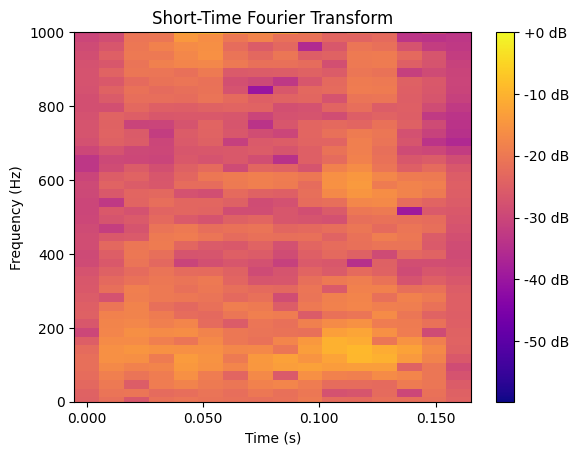 Short-Time Fourier Transform
1000
800
600
400
200
0
Frequency (Hz)
0.000
0.050
0.100
0.150
Time (s)
+0 dB
-10 dB
-20 dB
-30 dB
-40 dB
-50 dB